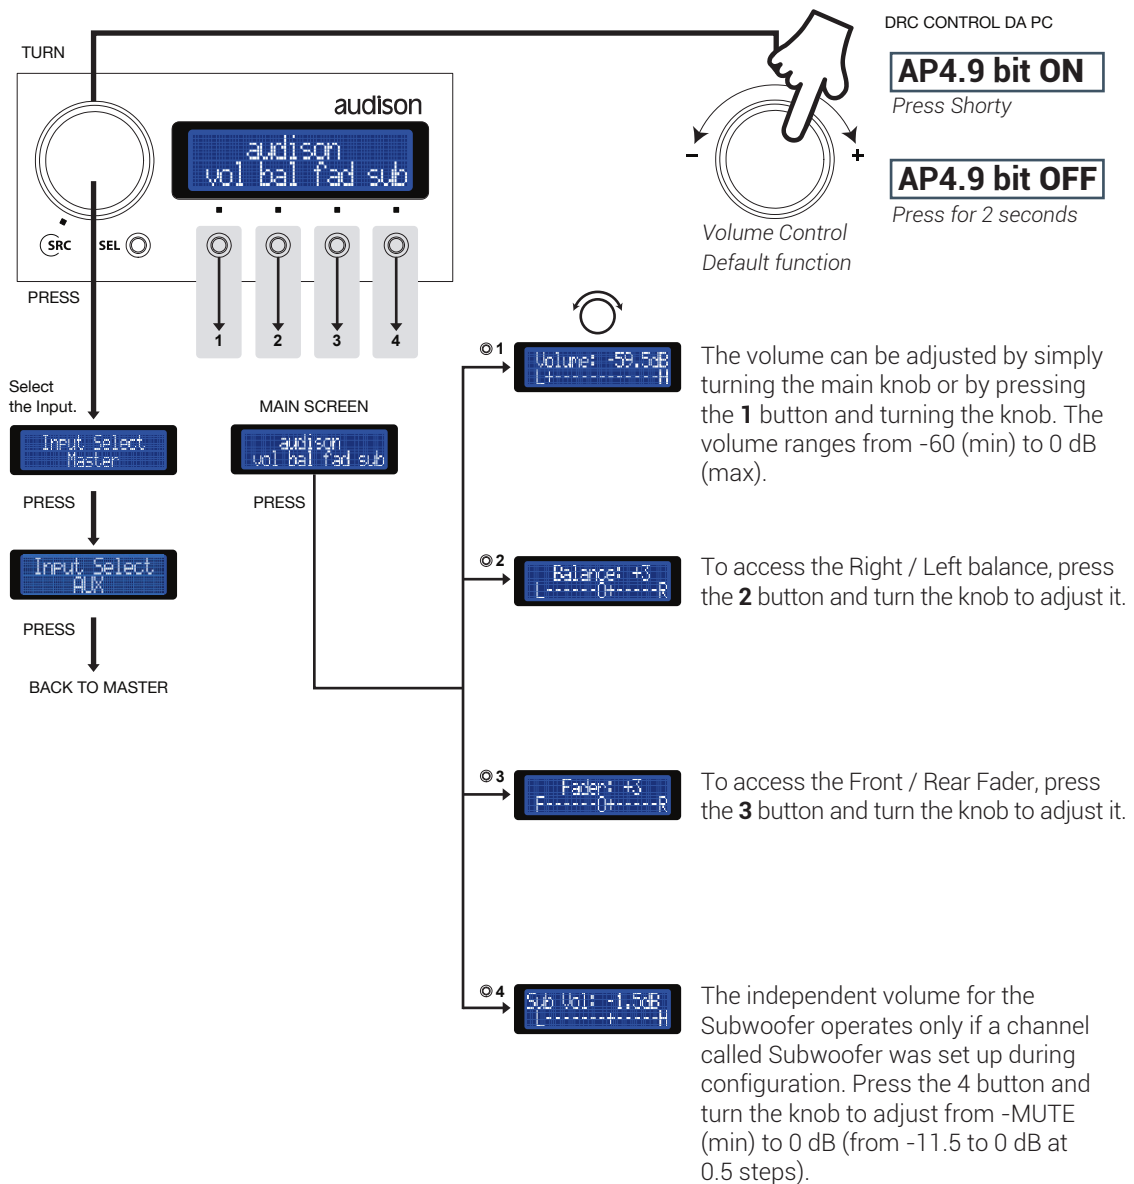 DRC CONTROL DA PC
TURN
AP4.9 bit ON
Press Shorty
audison
audison
vol bal fad sub
AP4.9 bit OFF
Press for 2 seconds
- +
Volume Control
Default function
SRC SEL
PRESS
1 2 3 4
Select
the Input.
Input Select
Master
PRESS
Input Select
AUX
PRESS
BACK TO MASTER
MAIN SCREEN
audison
vol bal fad sub
PRESS
1
Volume: -59.5dB
L+------------H
The volume can be adjusted by simply
turning the main knob or by pressing
the 1 button and turning the knob. The
volume ranges from -60 (min) to 0 dB
(max).
2
Balance: +3
L------0+-----R
To access the Right / Left balance, press
the 2 button and turn the knob to adjust it.
3
Fader: +3
F------0+-----R
To access the Front / Rear Fader, press
the 3 button and turn the knob to adjust it.
4
Sub Vol: -1.5dB
L-------+-----H
The independent volume for the
Subwoofer operates only if a channel
called Subwoofer was set up during
configuration. Press the 4 button and
turn the knob to adjust from -MUTE
(min) to 0 dB (from -11.5 to 0 dB at
0.5 steps).